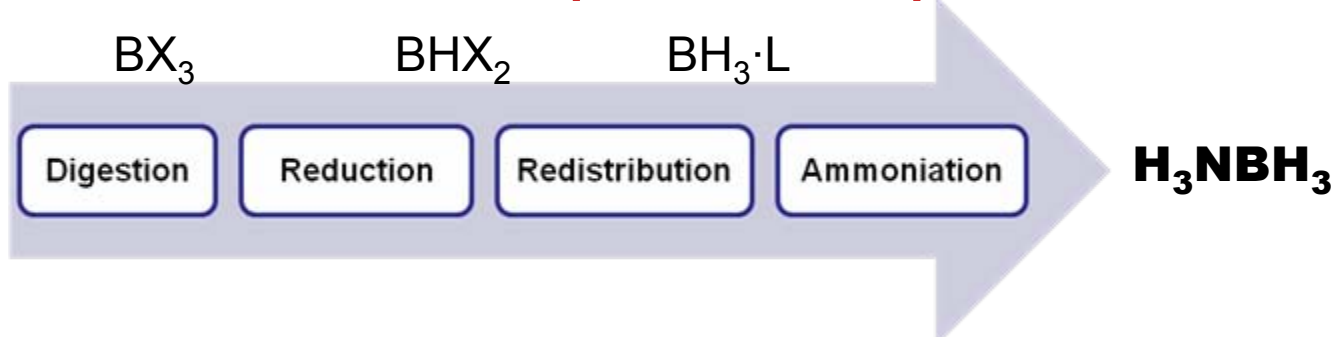 BX₃ BHX₂ BH₃·L
Digestion Reduction Redistribution Ammoniation
H₃NBH₃